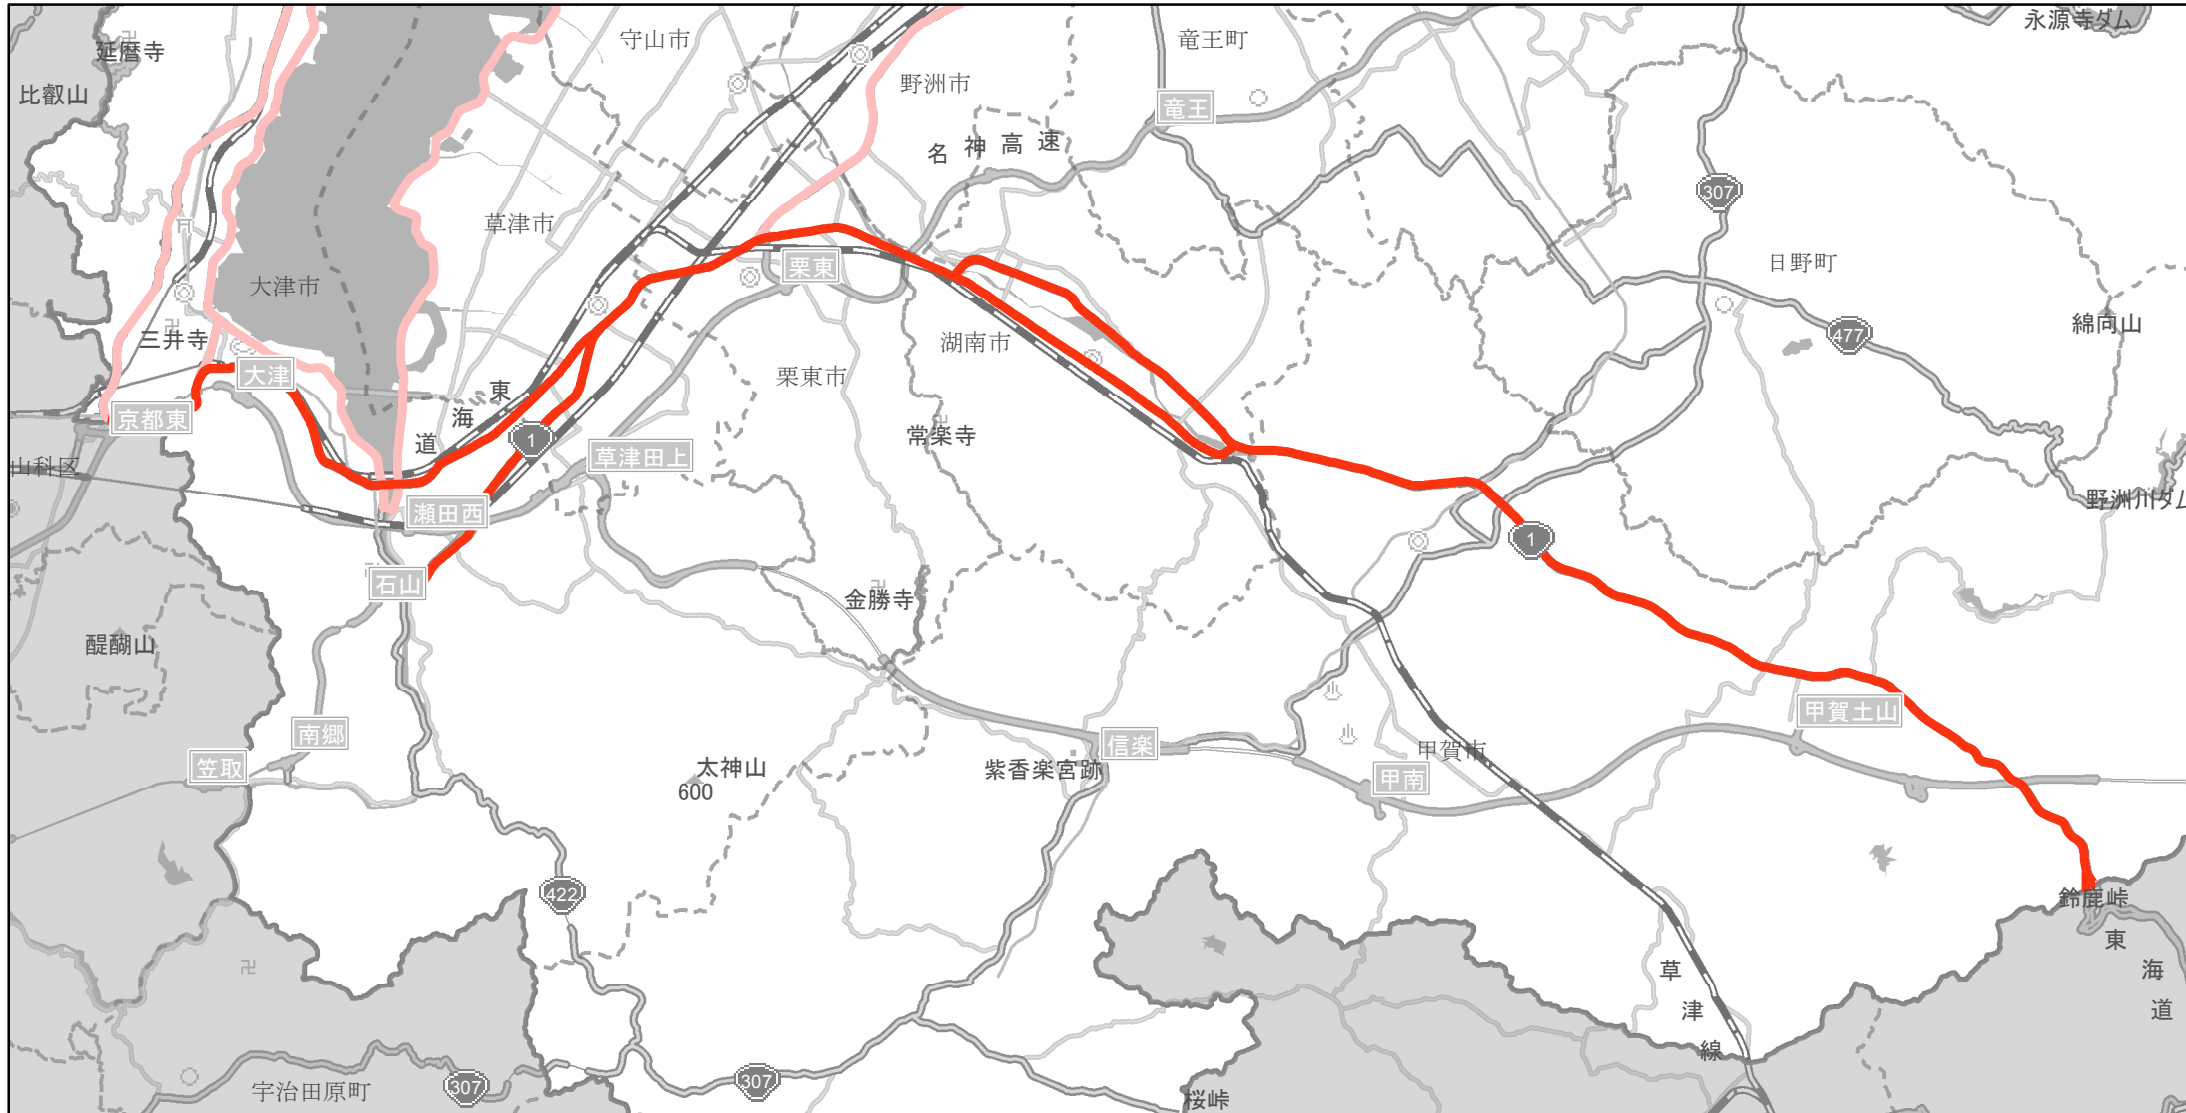 永源寺ダム
守山市
竜王町
延暦寺
野洲市
比叡山
竜王
名神高速
307
草津市
栗東
日野町
大津市
綿向山
三井寺
湖南市
477
大津
栗東市
東海道
京都東
常楽寺
1
草津田上
山科区
野洲川ダム
瀬田西
1
石山
金勝寺
醍醐山
甲賀土山
南郷
信楽
甲賀市
笠取
太神山
600
紫香楽宮跡
甲南
422
鈴鹿峠
東海道
草津線
307
307
宇治田原町
桜峠